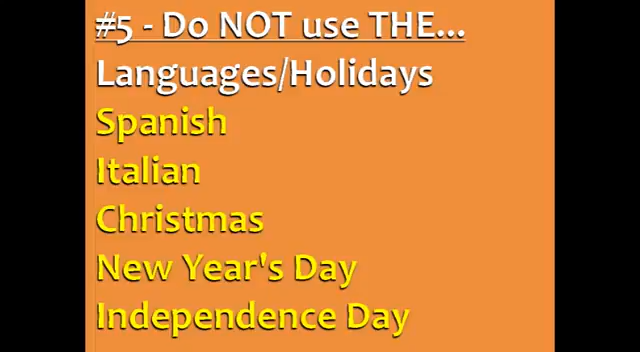 #5 - Do NOT use THE...
Languages/Holidays
Spanish
Italian
Christmas
New Year's Day
Independence Day